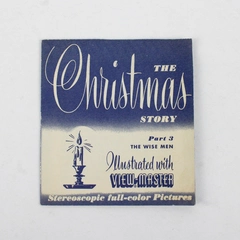 THE
Christmas
STORY
Part 3
THE WISE MEN
Illustrated with
VIEW-MASTER
Stereoscopic full-color Pictures